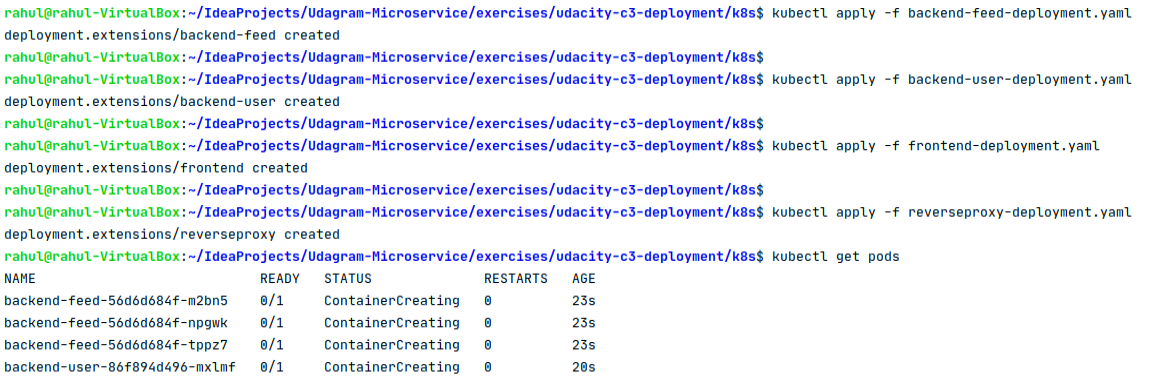 rahul@rahul-VirtualBox:~/IdeaProjects/Udagram-Microservice/exercises/udacity-c3-deployment/k8s$ kubectl apply -f backend-feed-deployment.yaml
deployment.extensions/backend-feed created
rahul@rahul-VirtualBox:~/IdeaProjects/Udagram-Microservice/exercises/udacity-c3-deployment/k8s$
rahul@rahul-VirtualBox:~/IdeaProjects/Udagram-Microservice/exercises/udacity-c3-deployment/k8s$ kubectl apply -f backend-user-deployment.yaml
deployment.extensions/backend-user created
rahul@rahul-VirtualBox:~/IdeaProjects/Udagram-Microservice/exercises/udacity-c3-deployment/k8s$
rahul@rahul-VirtualBox:~/IdeaProjects/Udagram-Microservice/exercises/udacity-c3-deployment/k8s$ kubectl apply -f frontend-deployment.yaml
deployment.extensions/frontend created
rahul@rahul-VirtualBox:~/IdeaProjects/Udagram-Microservice/exercises/udacity-c3-deployment/k8s$
rahul@rahul-VirtualBox:~/IdeaProjects/Udagram-Microservice/exercises/udacity-c3-deployment/k8s$ kubectl apply -f reverseproxy-deployment.yaml
deployment.extensions/reverseproxy created
rahul@rahul-VirtualBox:~/IdeaProjects/Udagram-Microservice/exercises/udacity-c3-deployment/k8s$ kubectl get pods
NAME                            READY   STATUS              RESTARTS   AGE
backend-feed-56d6d684f-m2bn5    0/1     ContainerCreating   0          23s
backend-feed-56d6d684f-npgwk    0/1     ContainerCreating   0          23s
backend-feed-56d6d684f-tppz7    0/1     ContainerCreating   0          23s
backend-user-86f894d496-mxlmf   0/1     ContainerCreating   0          20s